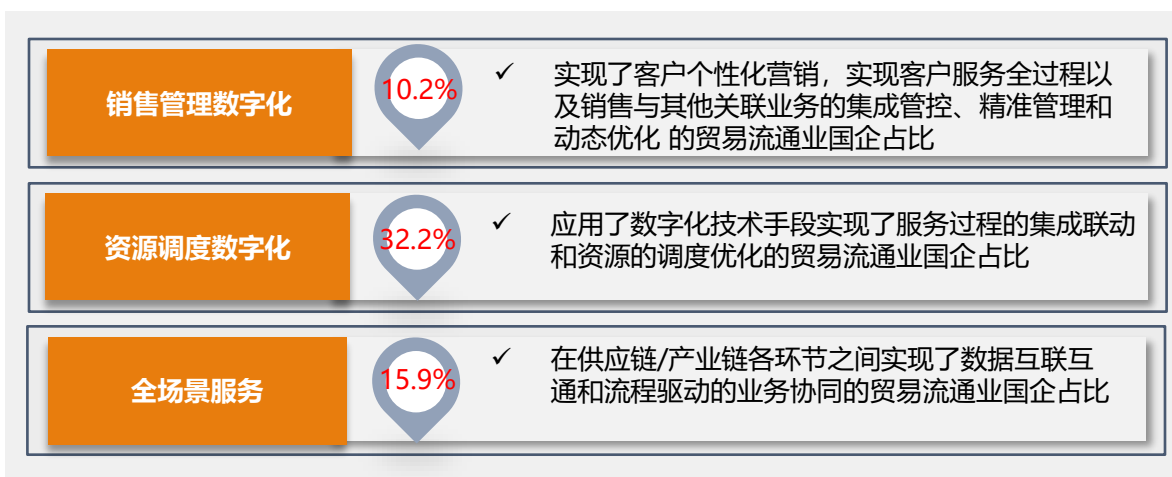 销售管理数字化
10.2%
✓ 实现了客户个性化营销，实现客户服务全过程以
及销售与其他关联业务的集成管控、精准管理和
动态优化 的贸易流通业国企占比
资源调度数字化
32.2%
✓ 应用了数字化技术手段实现了服务过程的集成联动
和资源的调度优化的贸易流通业国企占比
全场景服务
15.9%
✓ 在供应链/产业链各环节之间实现了数据互联互
通和流程驱动的业务协同的贸易流通业国企占比